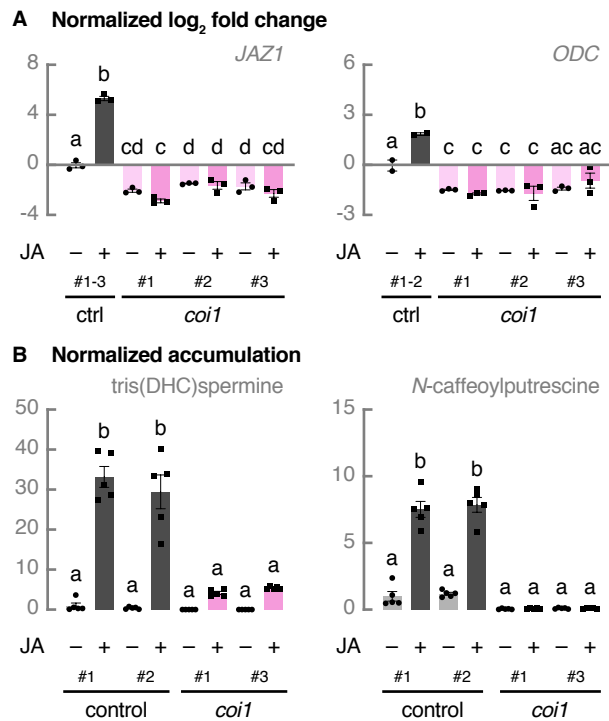 A Normalized log₂ fold change
JAZ1
8
4
0
-4
a b cd c d d d cd
JA − + − + − + − +
#1-3 #1 #2 #3
ctrl coi1
ODC
6
3
0
-3
a b c c c c ac ac
JA − + − + − + − +
#1-2 #1 #2 #3
ctrl coi1
B Normalized accumulation
tris(DHC)spermine
50
40
30
20
10
0
a b a b a a a a
JA − + − + − + − +
#1 #2 #1 #3
control coi1
N-caffeoylputrescine
15
10
5
0
a b a b a a a a
JA − + − + − + − +
#1 #2 #1 #3
control coi1